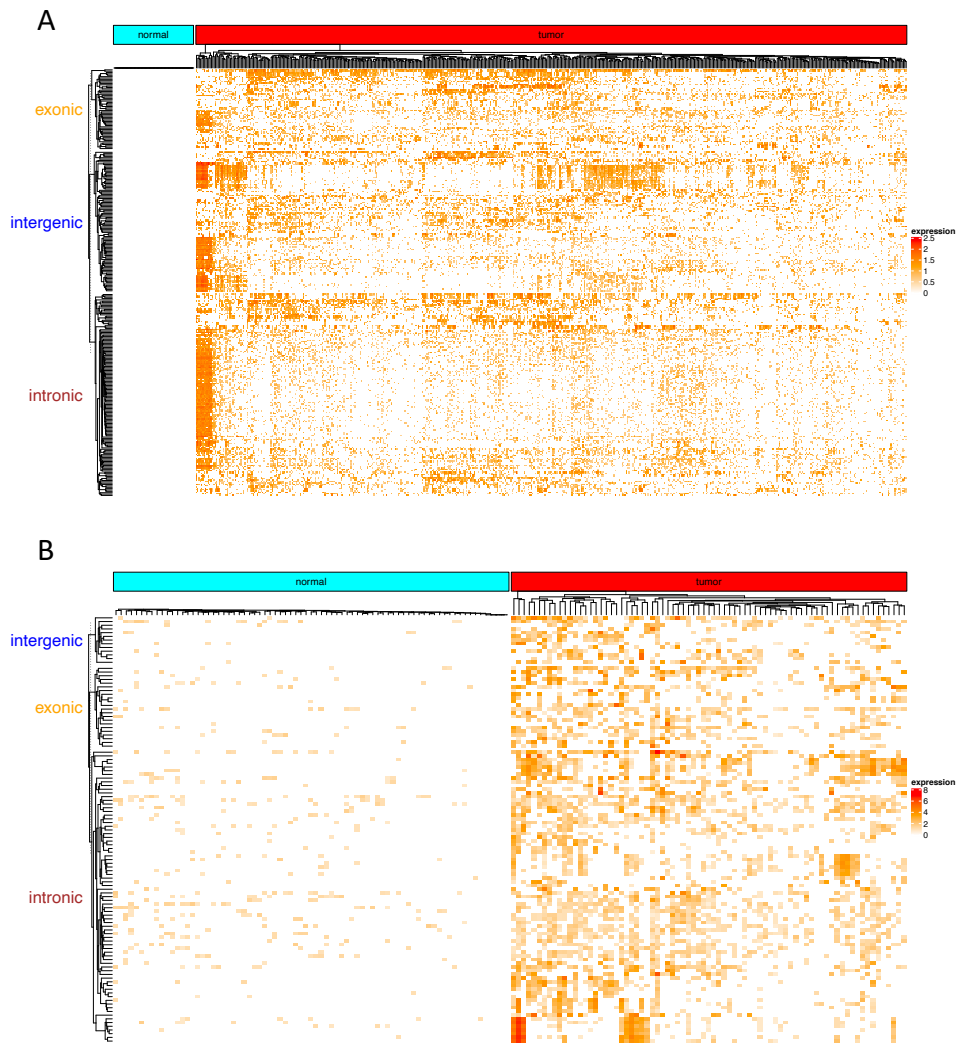 A
normal tumor
exonic
intergenic
intronic
expression
2.5
2
1.5
1
0.5
0
B
normal tumor
intergenic
exonic
intronic
expression
8
6
4
2
0